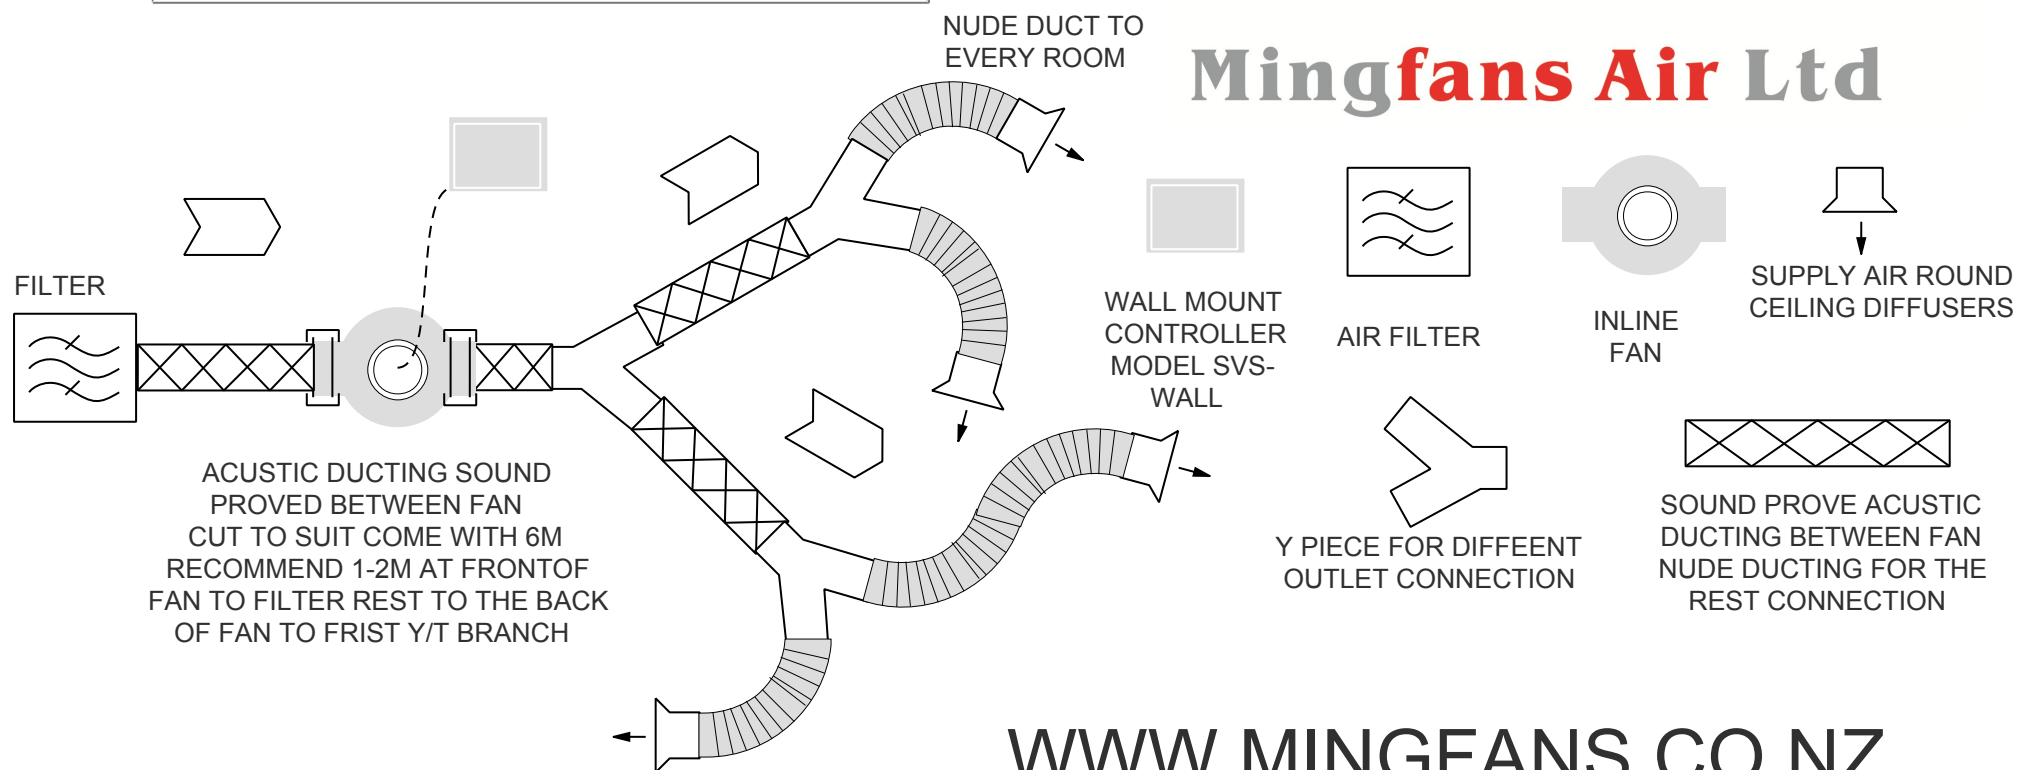 NUDE DUCT TO
EVERY ROOM
Mingfans Air Ltd
FILTER
ACUSTIC DUCTING SOUND
PROVED BETWEEN FAN
CUT TO SUIT COME WITH 6M
RECOMMEND 1-2M AT FRONTOF
FAN TO FILTER REST TO THE BACK
OF FAN TO FRIST Y/T BRANCH
WALL MOUNT
CONTROLLER
MODEL SVS-
WALL
AIR FILTER
INLINE
FAN
SUPPLY AIR ROUND
CEILING DIFFUSERS
Y PIECE FOR DIFFEENT
OUTLET CONNECTION
SOUND PROVE ACUSTIC
DUCTING BETWEEN FAN
NUDE DUCTING FOR THE
REST CONNECTION
WWW.MINGFANS.CO.NZ